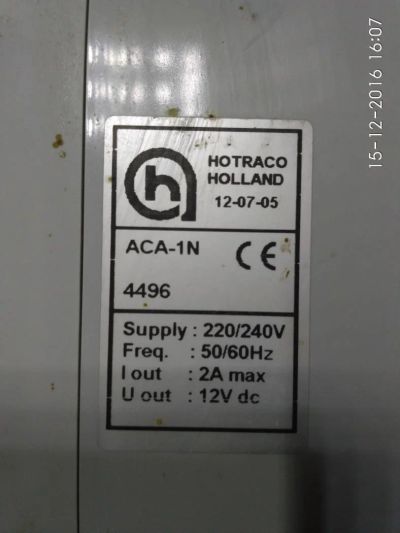 15-12-2016 16:07
h
HOTRACO
HOLLAND
12-07-05
ACA-1N CE
4496
Supply : 220/240V
Freq. : 50/60Hz
I out : 2A max
U out : 12V dc